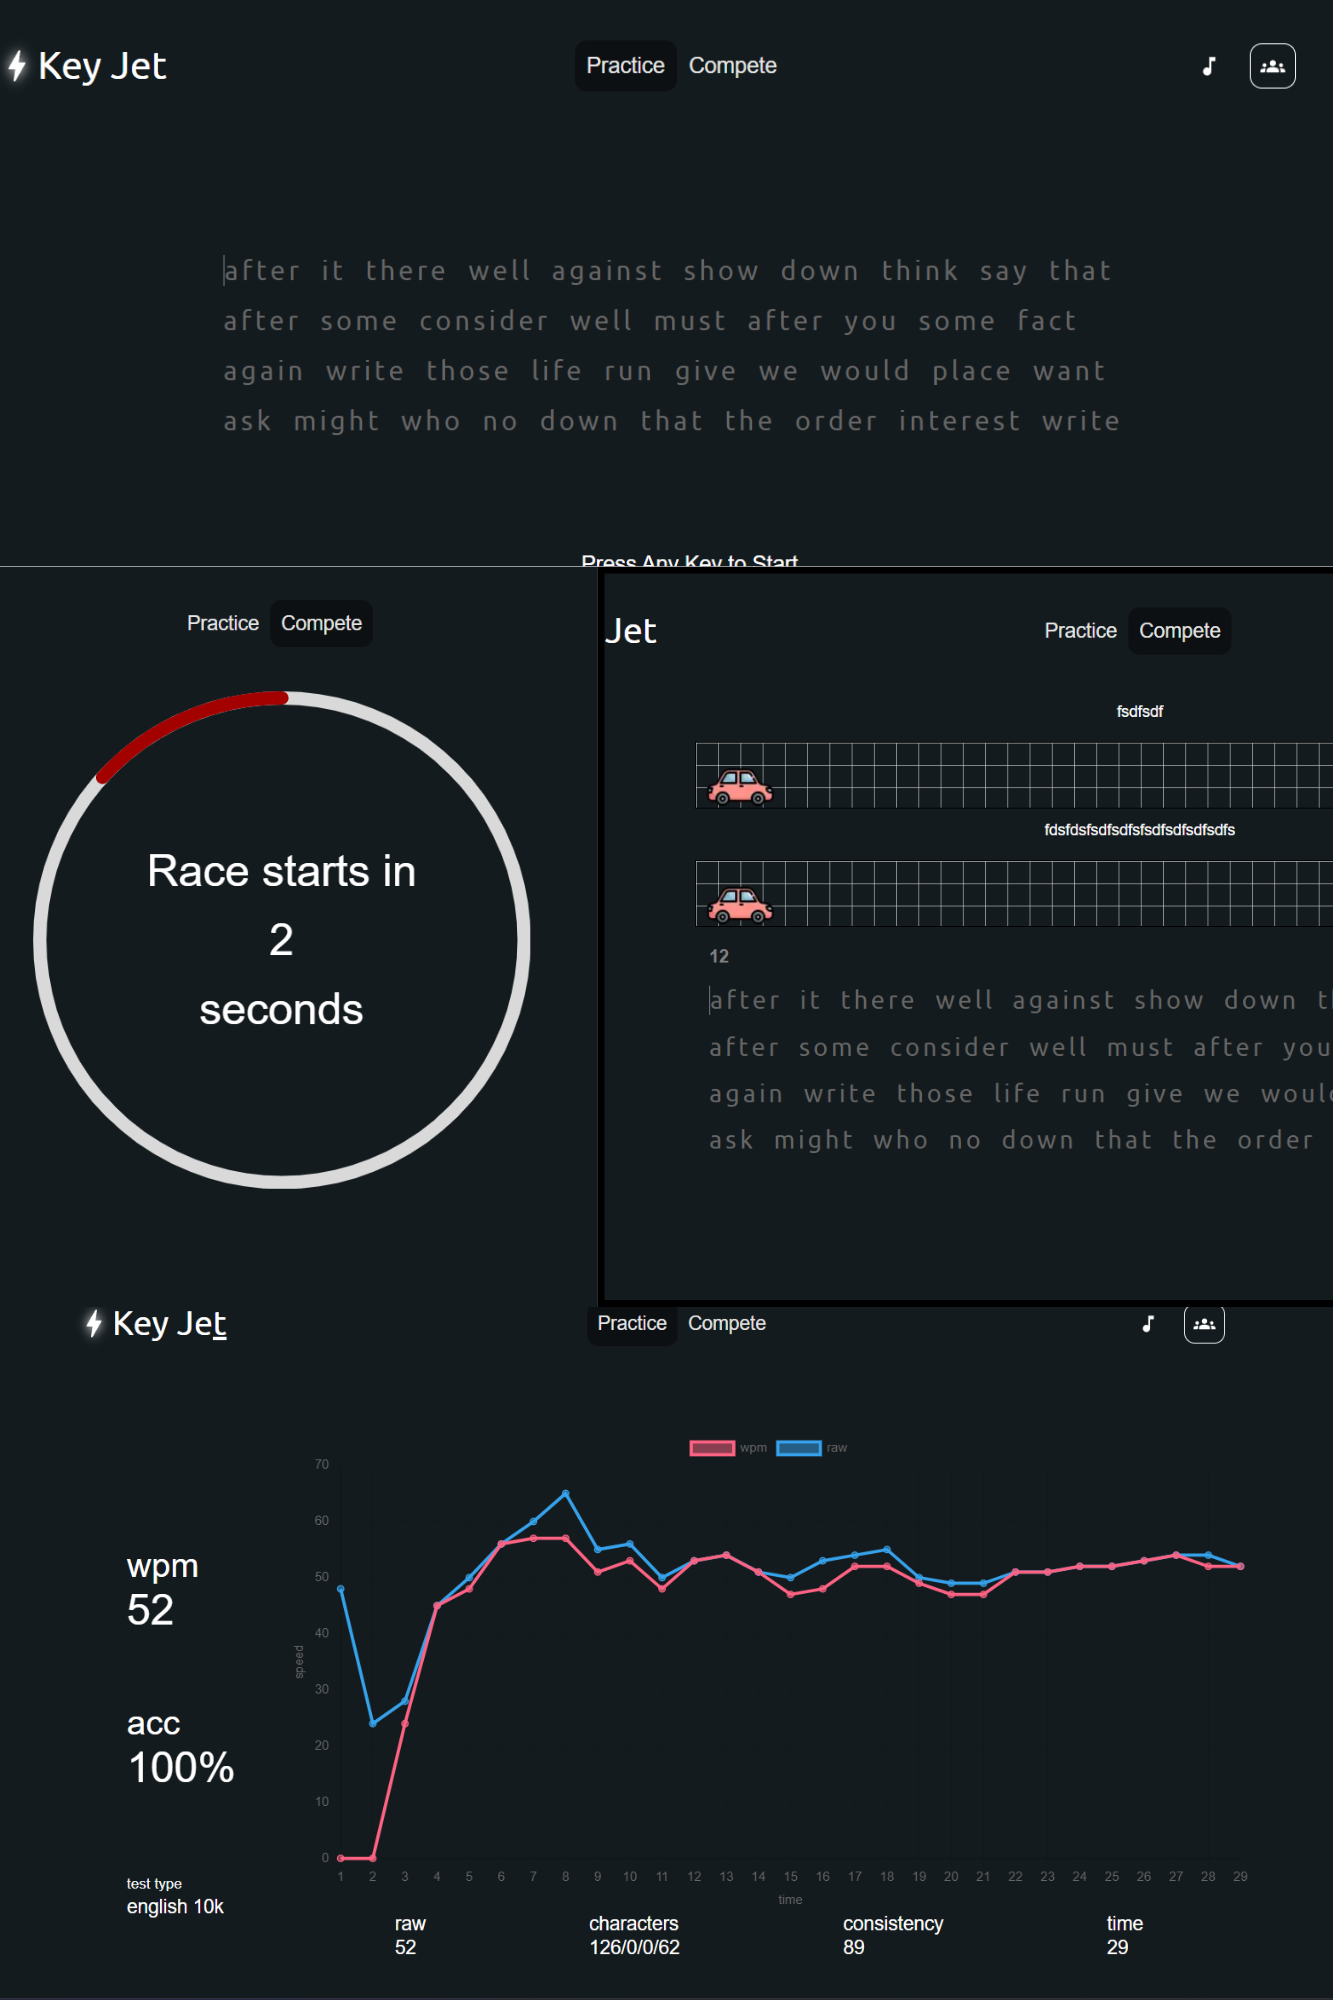 Key Jet
Practice Compete
after it there well against show down think say that
after some consider well must after you some fact
again write those life run give we would place want
ask might who no down that the order interest write
Press Any Key to Start
Practice Compete
Race starts in
2
seconds
Jet
Practice Compete
fsdfsdf
fdsfdsfsdfsdfsfsdfsdfsdfsdfs
12
after it there well against show down
after some consider well must after you
again write those life run give we would
ask might who no down that the order
Key Jet
Practice Compete
wpm raw
70
60
50
40
30
20
10
0
speed
1 2 3 4 5 6 7 8 9 10 11 12 13 14 15 16 17 18 19 20 21 22 23 24 25 26 27 28 29
time
wpm
52
acc
100%
test type
english 10k
raw
52
characters
126/0/0/62
consistency
89
time
29